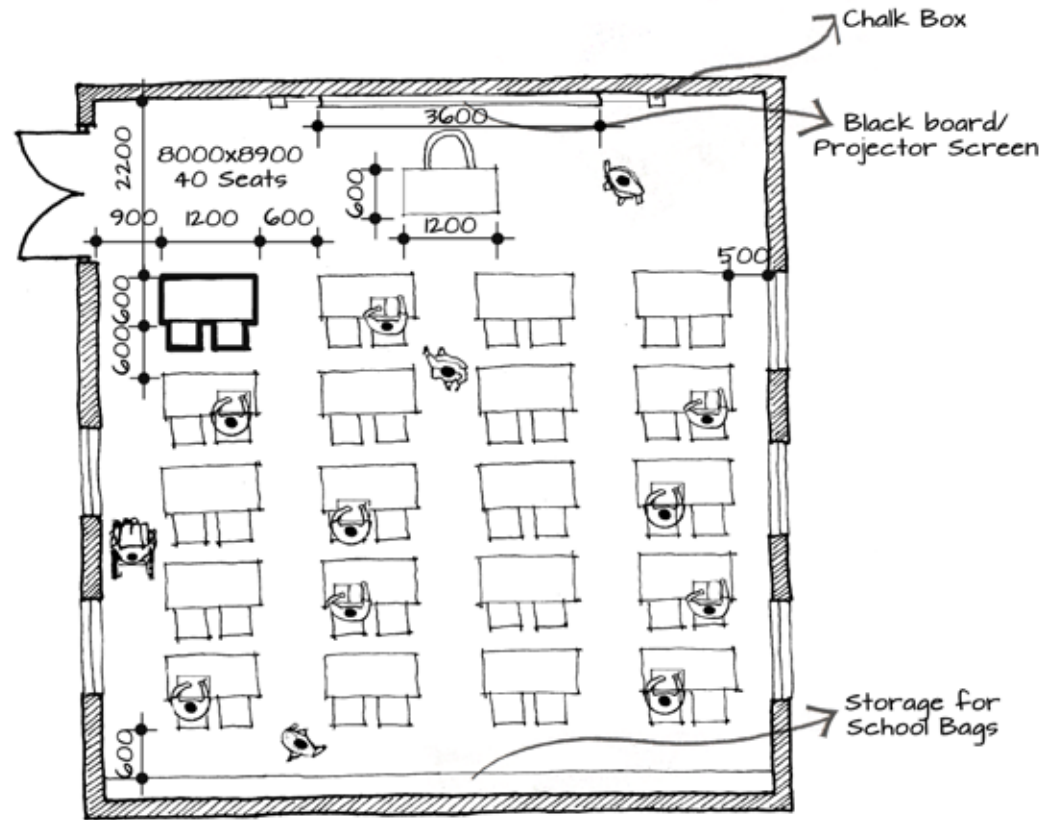 Chalk Box
3600
Black board/
Projector Screen
2200
8000x8900
40 Seats
600
900
1200
600
1200
500
600
600
Storage for
School Bags
600